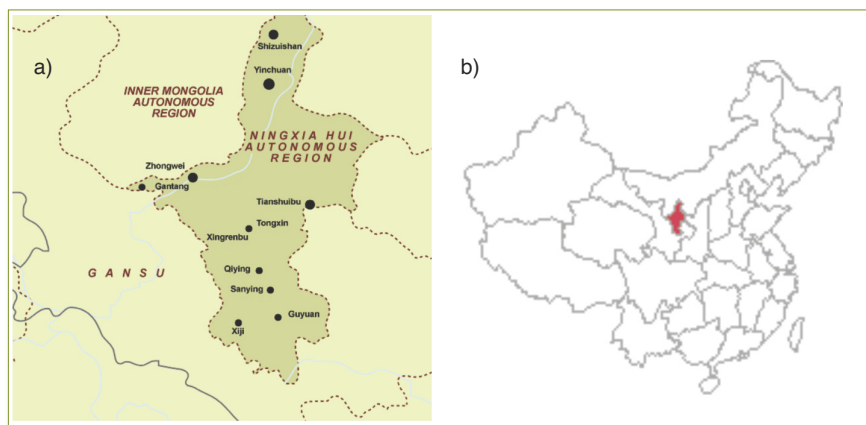 a)
Shizuishan
Yinchuan
INNER MONGOLIA
AUTONOMOUS
REGION
NINGXIA HUI
AUTONOMOUS
REGION
Zhongwei
Gantang
Tianshuibu
Tongxin
Xingrenbu
GANSU
Qiying
Sanying
Guyuan
Xiji
b)